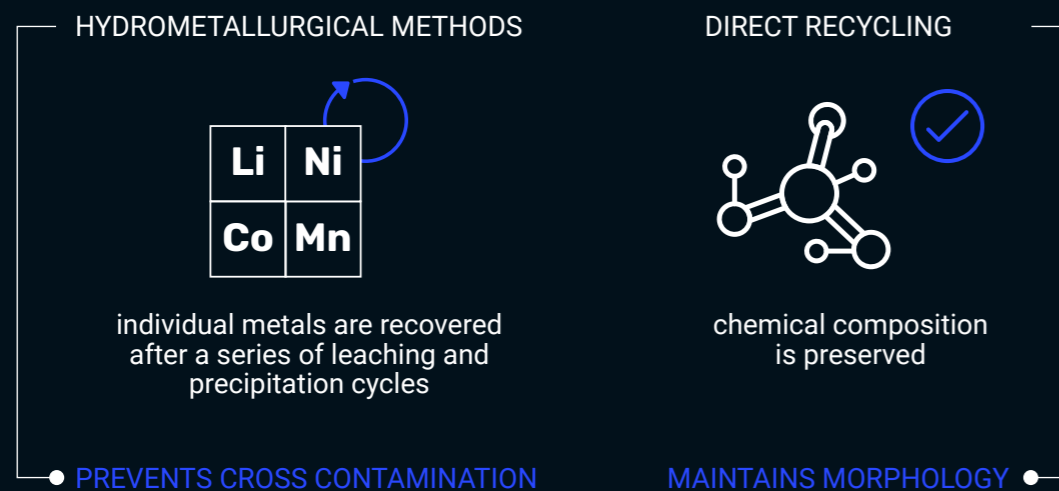 HYDROMETALLURGICAL METHODS
Li Ni
Co Mn
individual metals are recovered
after a series of leaching and
precipitation cycles
PREVENTS CROSS CONTAMINATION
DIRECT RECYCLING
chemical composition
is preserved
MAINTAINS MORPHOLOGY